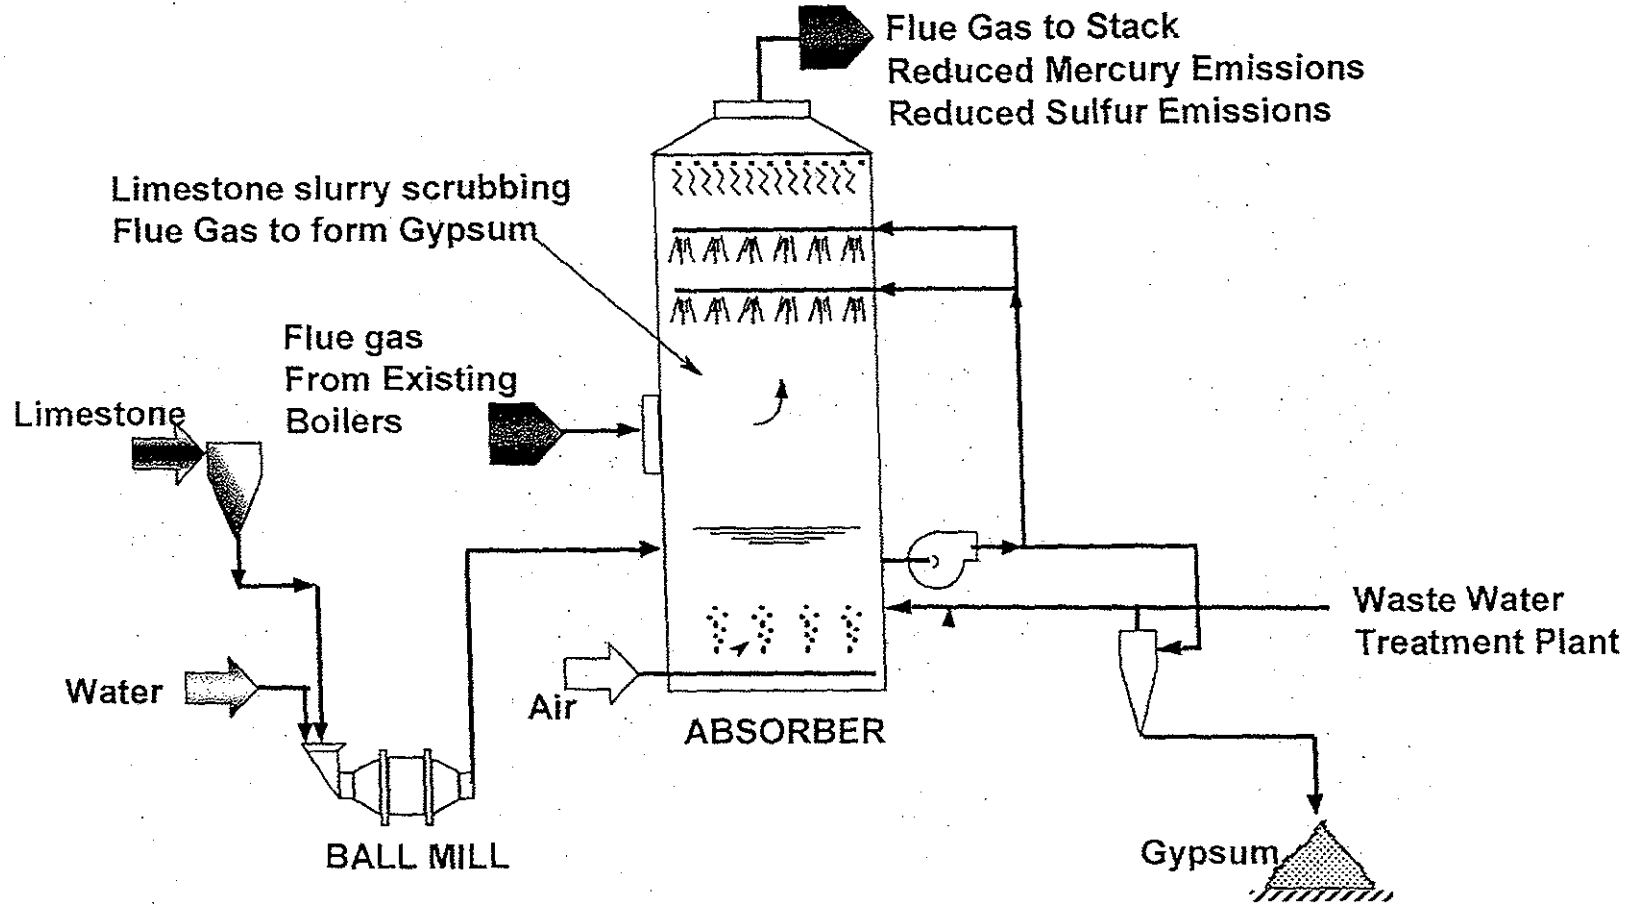 Flue Gas to Stack
Reduced Mercury Emissions
Reduced Sulfur Emissions
Limestone slurry scrubbing
Flue Gas to form Gypsum
Flue gas
From Existing
Boilers
Limestone
Waste Water
Treatment Plant
Water
Air
ABSORBER
BALL MILL
Gypsum